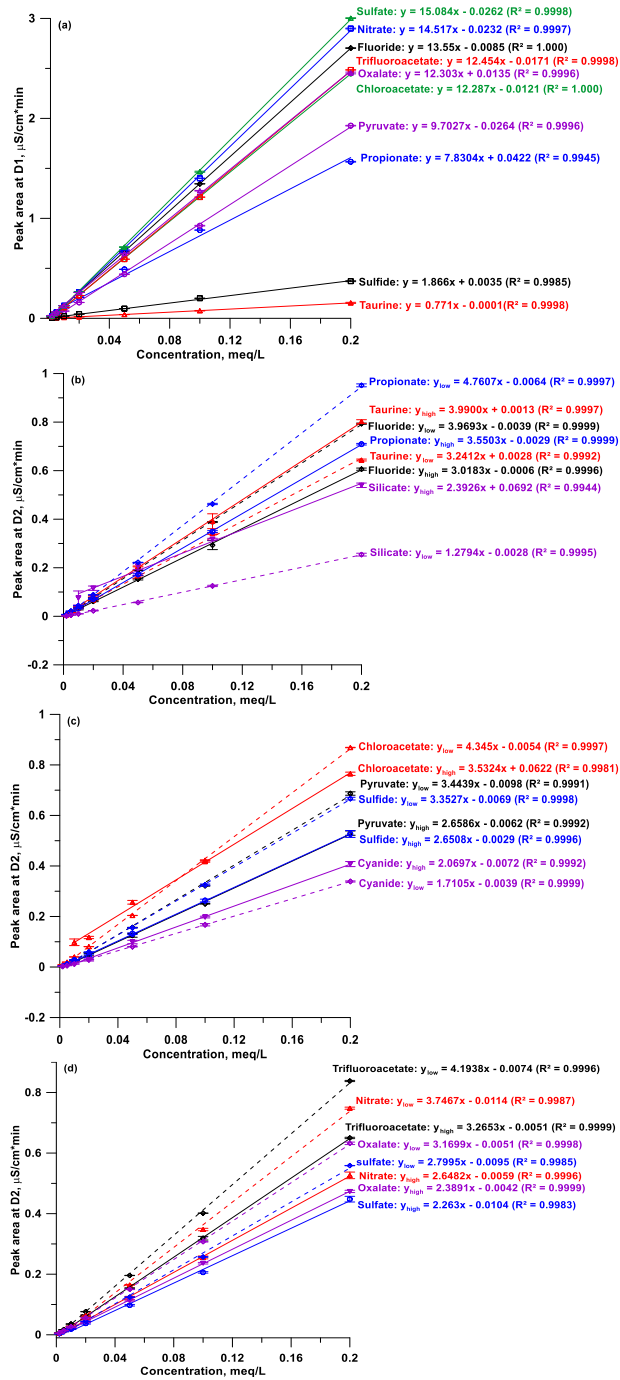 (a)
Sulfate: y = 15.084x - 0.0262 (R² = 0.9998)
Nitrate: y = 14.517x - 0.0232 (R² = 0.9997)
Fluoride: y = 13.55x - 0.0085 (R² = 1.000)
Trifluoroacetate: y = 12.454x - 0.0171 (R² = 0.9998)
Oxalate: y = 12.303x + 0.0135 (R² = 0.9996)
Chloroacetate: y = 12.287x - 0.0121 (R² = 1.000)
Pyruvate: y = 9.7027x - 0.0264 (R² = 0.9996)
Propionate: y = 7.8304x + 0.0422 (R² = 0.9945)
Sulfide: y = 1.866x + 0.0035 (R² = 0.9985)
Taurine: y = 0.771x - 0.0001(R² = 0.9998)
Peak area at D1, µS/cm*min
3
2
1
0
0.04 0.08 0.12 0.16 0.2
Concentration, meq/L
(b)
Propionate: ylow = 4.7607x - 0.0064 (R² = 0.9997)
Taurine: yhigh = 3.9900x + 0.0013 (R² = 0.9997)
Fluoride: ylow = 3.9693x - 0.0039 (R² = 0.9999)
Propionate: yhigh = 3.5503x - 0.0029 (R² = 0.9999)
Taurine: ylow = 3.2412x + 0.0028 (R² = 0.9992)
Fluoride: yhigh = 3.0183x - 0.0006 (R² = 0.9996)
Silicate: yhigh = 2.3926x + 0.0692 (R² = 0.9944)
Silicate: ylow = 1.2794x - 0.0028 (R² = 0.9995)
Peak area at D2, µS/cm*min
1
0.8
0.6
0.4
0.2
0
-0.2
0 0.04 0.08 0.12 0.16 0.2
Concentration, meq/L
(c)
Chloroacetate: ylow = 4.345x - 0.0054 (R² = 0.9997)
Chloroacetate: yhigh = 3.5324x + 0.0622 (R² = 0.9981)
Pyruvate: ylow = 3.4439x - 0.0098 (R² = 0.9991)
Sulfide: ylow = 3.3527x - 0.0069 (R² = 0.9998)
Pyruvate: yhigh = 2.6586x - 0.0062 (R² = 0.9992)
Sulfide: yhigh = 2.6508x - 0.0029 (R² = 0.9996)
Cyanide: yhigh = 2.0697x - 0.0072 (R² = 0.9992)
Cyanide: ylow = 1.7105x - 0.0039 (R² = 0.9999)
Peak area at D2, µS/cm*min
1
0.8
0.6
0.4
0.2
0
-0.2
0 0.04 0.08 0.12 0.16 0.2
Concentration, meq/L
(d)
Trifluoroacetate: ylow = 4.1938x - 0.0074 (R² = 0.9996)
Nitrate: ylow = 3.7467x - 0.0114 (R² = 0.9987)
Trifluoroacetate: yhigh = 3.2653x - 0.0051 (R² = 0.9999)
Oxalate: ylow = 3.1699x - 0.0051 (R² = 0.9998)
sulfate: ylow = 2.7995x - 0.0095 (R² = 0.9985)
Nitrate: yhigh = 2.6482x - 0.0059 (R² = 0.9996)
Oxalate: yhigh = 2.3891x - 0.0042 (R² = 0.9999)
Sulfate: yhigh = 2.263x - 0.0104 (R² = 0.9983)
Peak area at D2, µS/cm*min
0.8
0.6
0.4
0.2
0
0 0.04 0.08 0.12 0.16 0.2
Concentration, meq/L